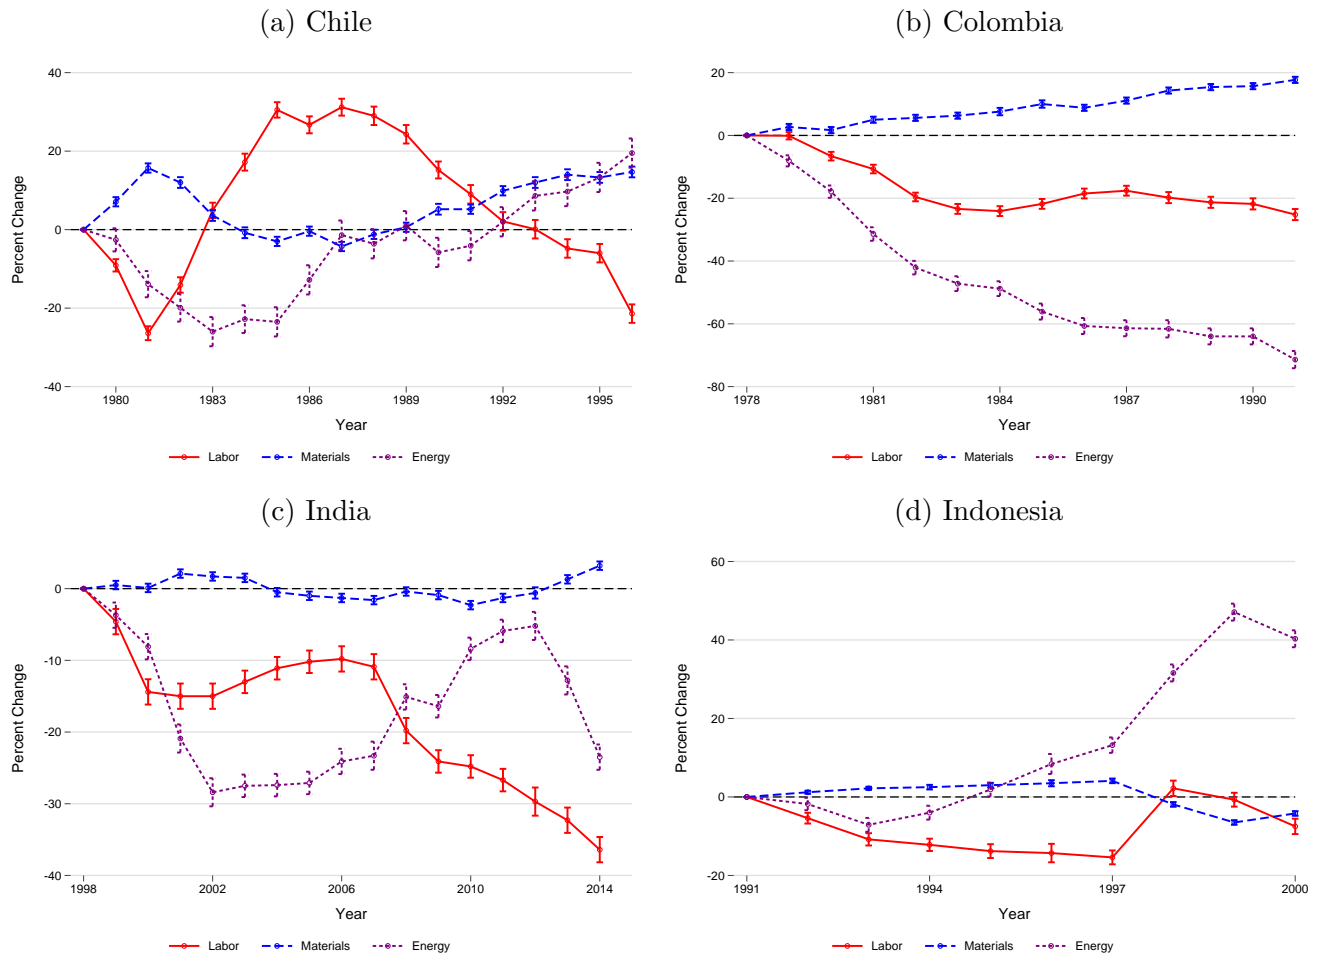 (a) Chile
40
20
0
-20
-40
Percent Change
1980 1983 1986 1989 1992 1995
Year
Labor Materials Energy
(b) Colombia
20
0
-20
-40
-60
-80
Percent Change
1978 1981 1984 1987 1990
Year
Labor Materials Energy
(c) India
0
-10
-20
-30
-40
Percent Change
1998 2002 2006 2010 2014
Year
Labor Materials Energy
(d) Indonesia
60
40
20
0
-20
Percent Change
1991 1994 1997 2000
Year
Labor Materials Energy